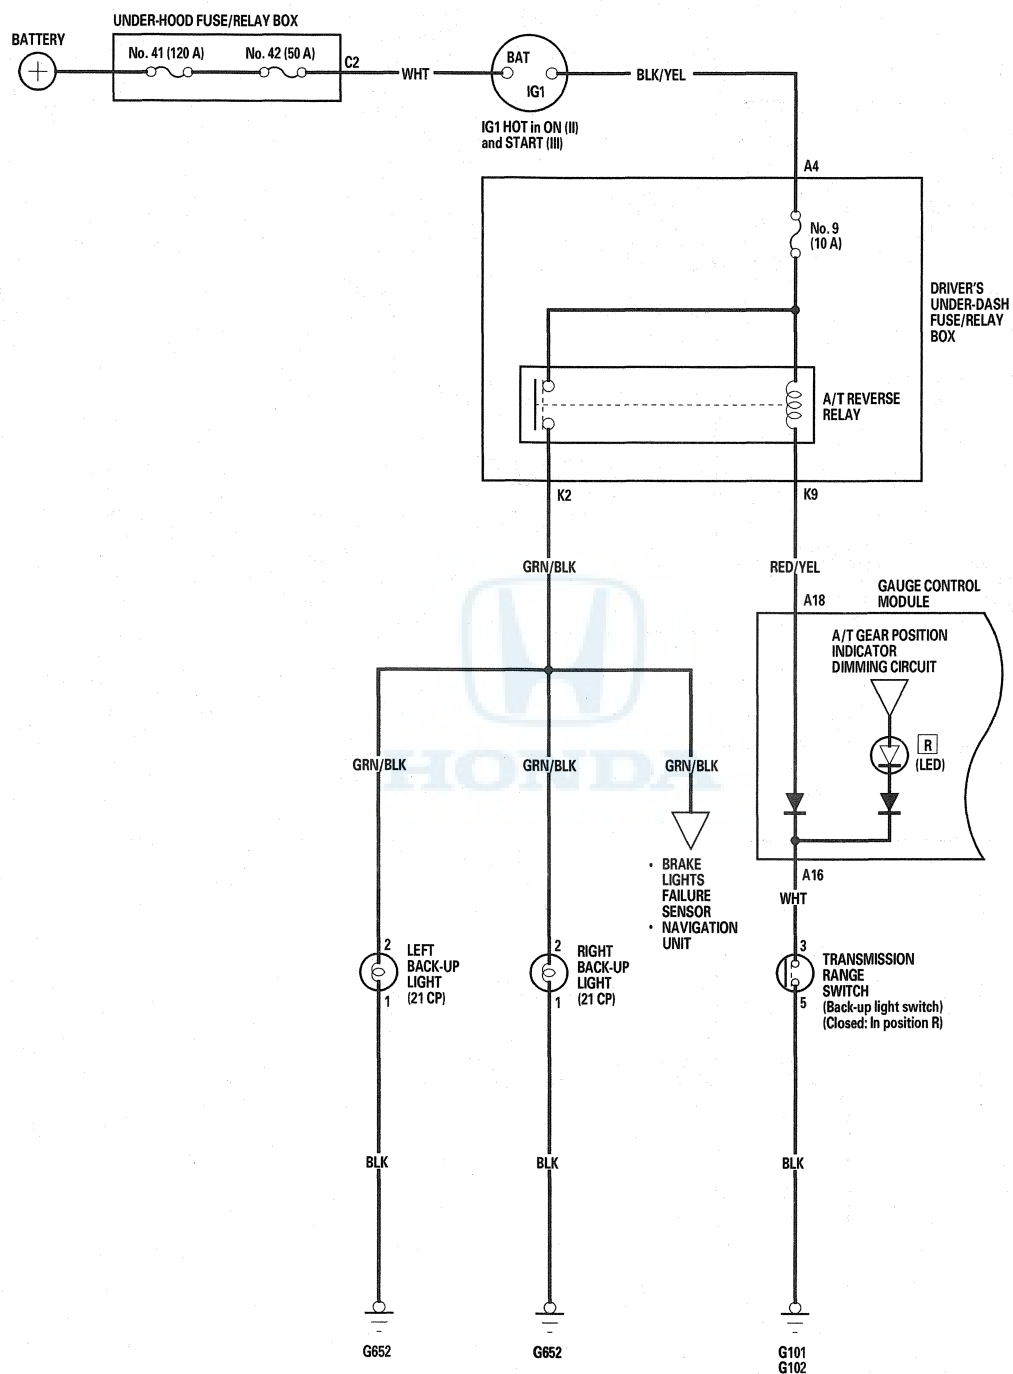 UNDER-HOOD FUSE/RELAY BOX
BATTERY
No. 41 (120 A)
No. 42 (50 A)
C2
WHT
BAT
IG1
BLK/YEL
IG1 HOT in ON (II)
and START (III)
A4
No. 9
(10 A)
DRIVER'S
UNDER-DASH
FUSE/RELAY
BOX
A/T REVERSE
RELAY
K2
K9
GRN/BLK
RED/YEL
GAUGE CONTROL
MODULE
A18
A/T GEAR POSITION
INDICATOR
DIMMING CIRCUIT
R
(LED)
GRN/BLK
GRN/BLK
GRN/BLK
HONDA
• BRAKE
LIGHTS
FAILURE
SENSOR
• NAVIGATION
UNIT
A16
WHT
2
LEFT
BACK-UP
LIGHT
(21 CP)
1
2
RIGHT
BACK-UP
LIGHT
(21 CP)
1
3
TRANSMISSION
RANGE
SWITCH
(Back-up light switch)
(Closed: In position R)
5
BLK
BLK
BLK
G652
G652
G101
G102